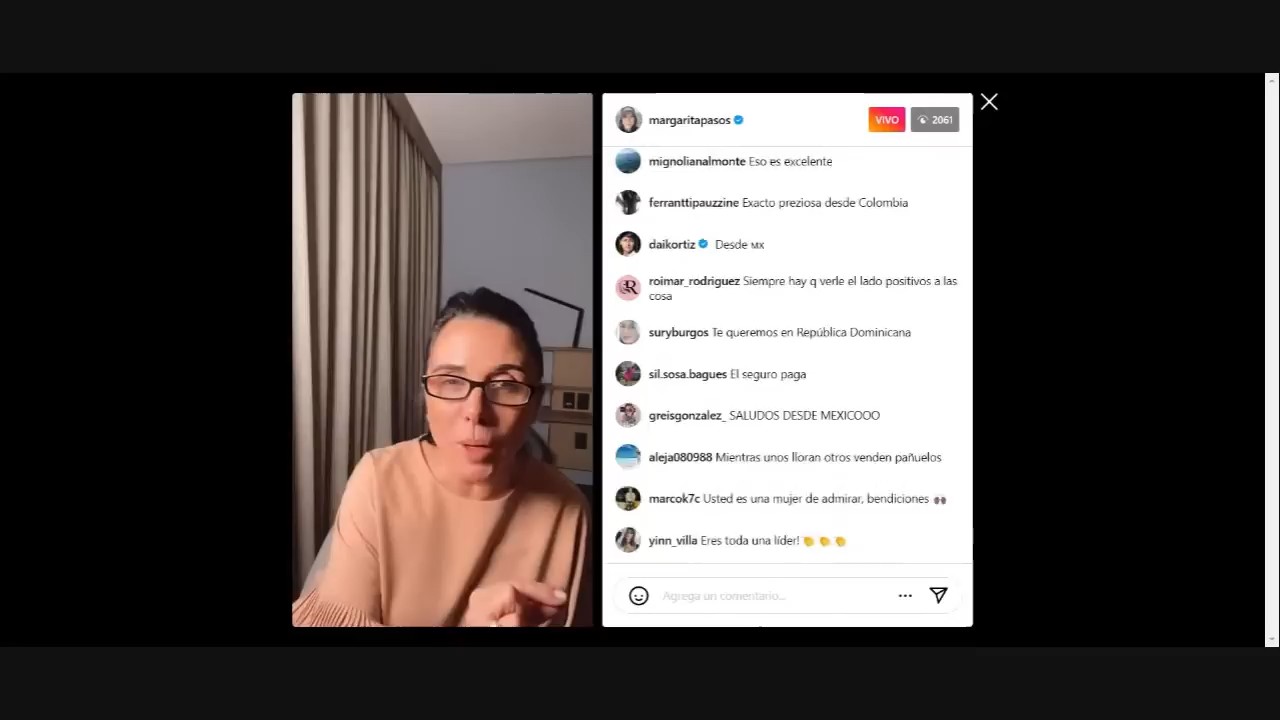 margaritapasos
VIVO
2061
mignolianalmonte Eso es excelente
ferranttipauzzine Exacto preziosa desde Colombia
daikortiz Desde MX
roimar_rodriguez Siempre hay q verle el lado positivos a las
cosa
suryburgos Te queremos en República Dominicana
sil.sosa.bagues El seguro paga
greisgonzalez_ SALUDOS DESDE MEXICOOO
aleja080988 Mientras unos lloran otros venden pañuelos
marcok7c Usted es una mujer de admirar, bendiciones 🙌🏿
yinn_villa Eres toda una líder! 👏 👏 👏
Agrega un comentario...